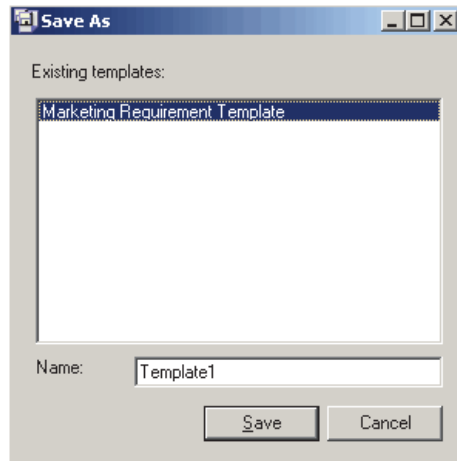 Save As
Existing templates:
Marketing Requirement Template
Name: Template1
Save Cancel